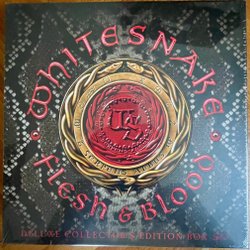 WHITESNAKE
Flesh & Blood
DELUXE COLLECTOR'S EDITION BOX SET